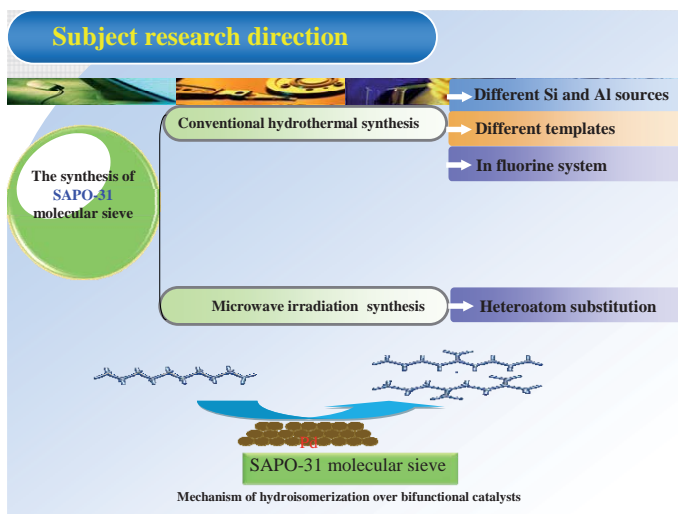 Subject research direction
Different Si and Al sources
Conventional hydrothermal synthesis
Different templates
In fluorine system
The synthesis of
SAPO-31
molecular sieve
Microwave irradiation synthesis
Heteroatom substitution
Pd
SAPO-31 molecular sieve
Mechanism of hydroisomerization over bifunctional catalysts